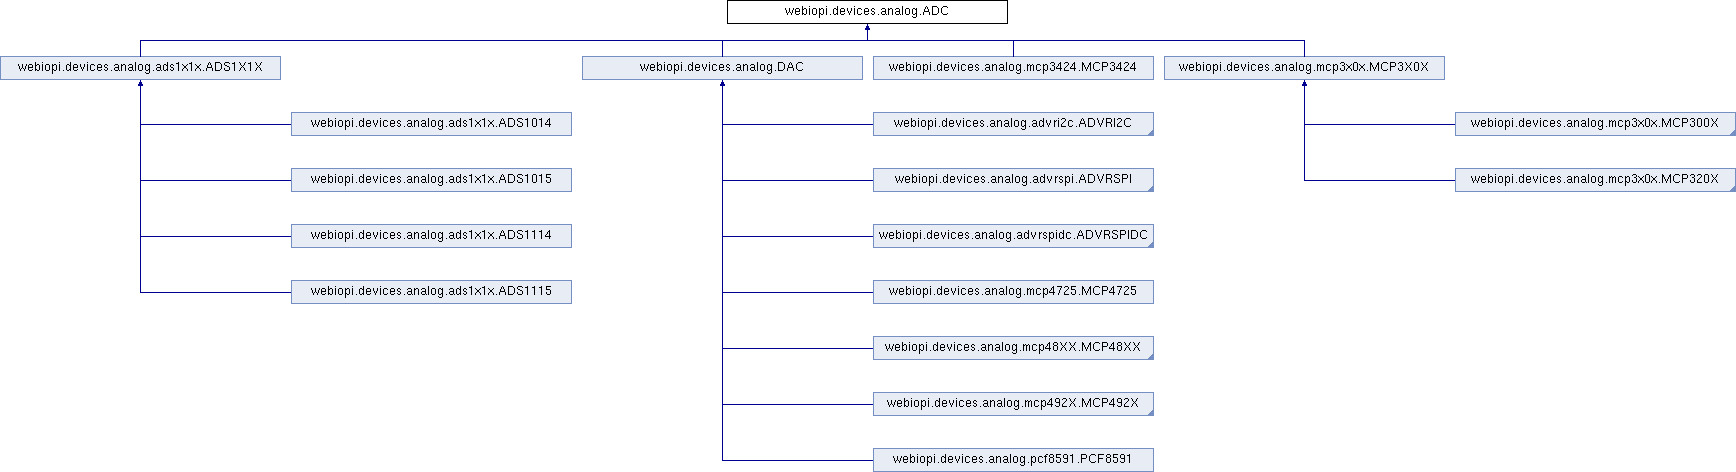 webiopi.devices.analog.ADC
webiopi.devices.analog.ads1x1x.ADS1X1X
webiopi.devices.analog.DAC
webiopi.devices.analog.mcp3424.MCP3424
webiopi.devices.analog.mcp3x0x.MCP3X0X
webiopi.devices.analog.ads1x1x.ADS1014
webiopi.devices.analog.advri2c.ADVRI2C
webiopi.devices.analog.mcp3x0x.MCP300X
webiopi.devices.analog.ads1x1x.ADS1015
webiopi.devices.analog.advrspi.ADVRSPI
webiopi.devices.analog.mcp3x0x.MCP320X
webiopi.devices.analog.ads1x1x.ADS1114
webiopi.devices.analog.advrspidc.ADVRSPIDC
webiopi.devices.analog.ads1x1x.ADS1115
webiopi.devices.analog.mcp4725.MCP4725
webiopi.devices.analog.mcp48XX.MCP48XX
webiopi.devices.analog.mcp492X.MCP492X
webiopi.devices.analog.pcf8591.PCF8591